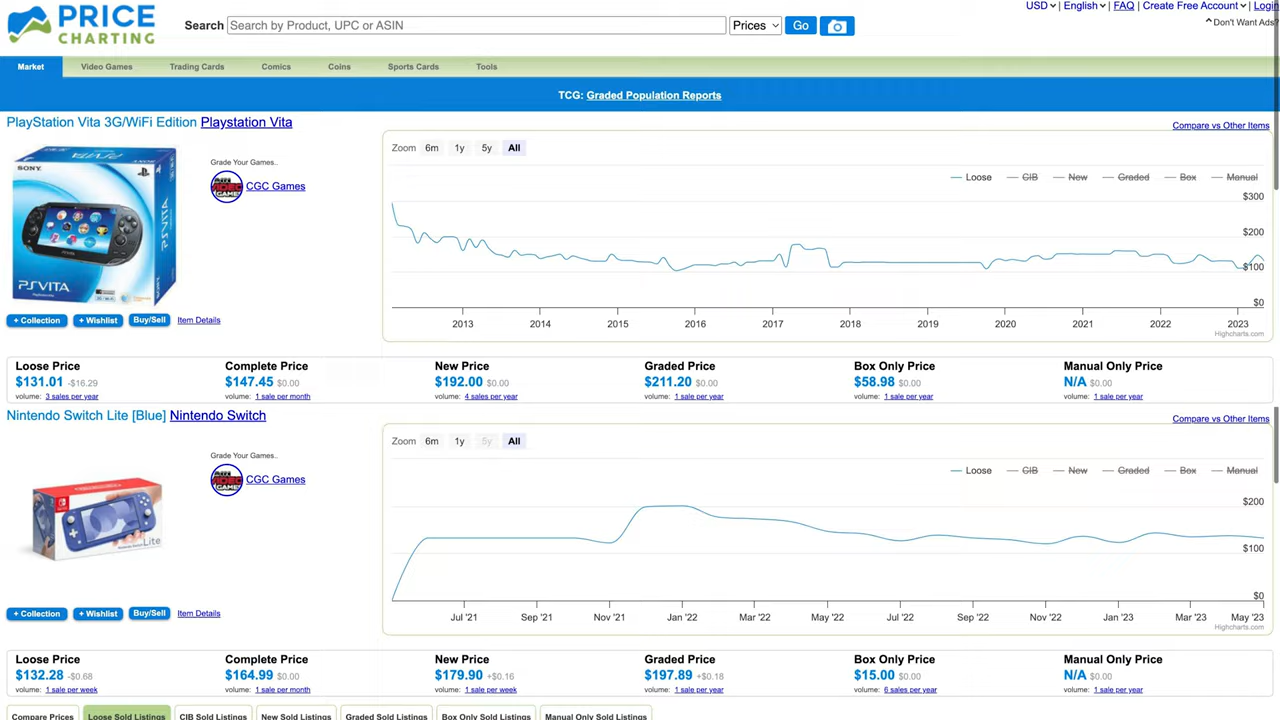 PRICE
CHARTING
Search Search by Product, UPC or ASIN Prices Go
USD English | FAQ | Create Free Account | Login
Don't Want Ads?
Market Video Games Trading Cards Comics Coins Sports Cards Tools
TCG: Graded Population Reports
PlayStation Vita 3G/WiFi Edition Playstation Vita
Compare vs Other Items
SONY
PSVITA
Grade Your Games..
CGC Games
Zoom 6m 1y 5y All
Loose CIB New Graded Box Manual
$300
$200
$100
$0
2013 2014 2015 2016 2017 2018 2019 2020 2021 2022 2023
Highcharts.com
+ Collection + Wishlist Buy/Sell Item Details
Loose Price Complete Price New Price Graded Price Box Only Price Manual Only Price
$131.01 -$16.29 $147.45 $0.00 $192.00 $0.00 $211.20 $0.00 $58.98 $0.00 N/A $0.00
volume: 3 sales per year volume: 1 sale per month volume: 4 sales per year volume: 1 sale per year volume: 1 sale per year volume: 1 sale per year
Nintendo Switch Lite [Blue] Nintendo Switch
Compare vs Other Items
Lite
Grade Your Games..
CGC Games
Zoom 6m 1y 5y All
Loose CIB New Graded Box Manual
$200
$100
$0
Jul '21 Sep '21 Nov '21 Jan '22 Mar '22 May '22 Jul '22 Sep '22 Nov '22 Jan '23 Mar '23 May '23
Highcharts.com
+ Collection + Wishlist Buy/Sell Item Details
Loose Price Complete Price New Price Graded Price Box Only Price Manual Only Price
$132.28 -$0.68 $164.99 $0.00 $179.90 +$0.16 $197.89 +$0.18 $15.00 $0.00 N/A $0.00
volume: 1 sale per week volume: 1 sale per month volume: 1 sale per week volume: 1 sale per year volume: 6 sales per year volume: 1 sale per year
Compare Prices Loose Sold Listings CIB Sold Listings New Sold Listings Graded Sold Listings Box Only Sold Listings Manual Only Sold Listings